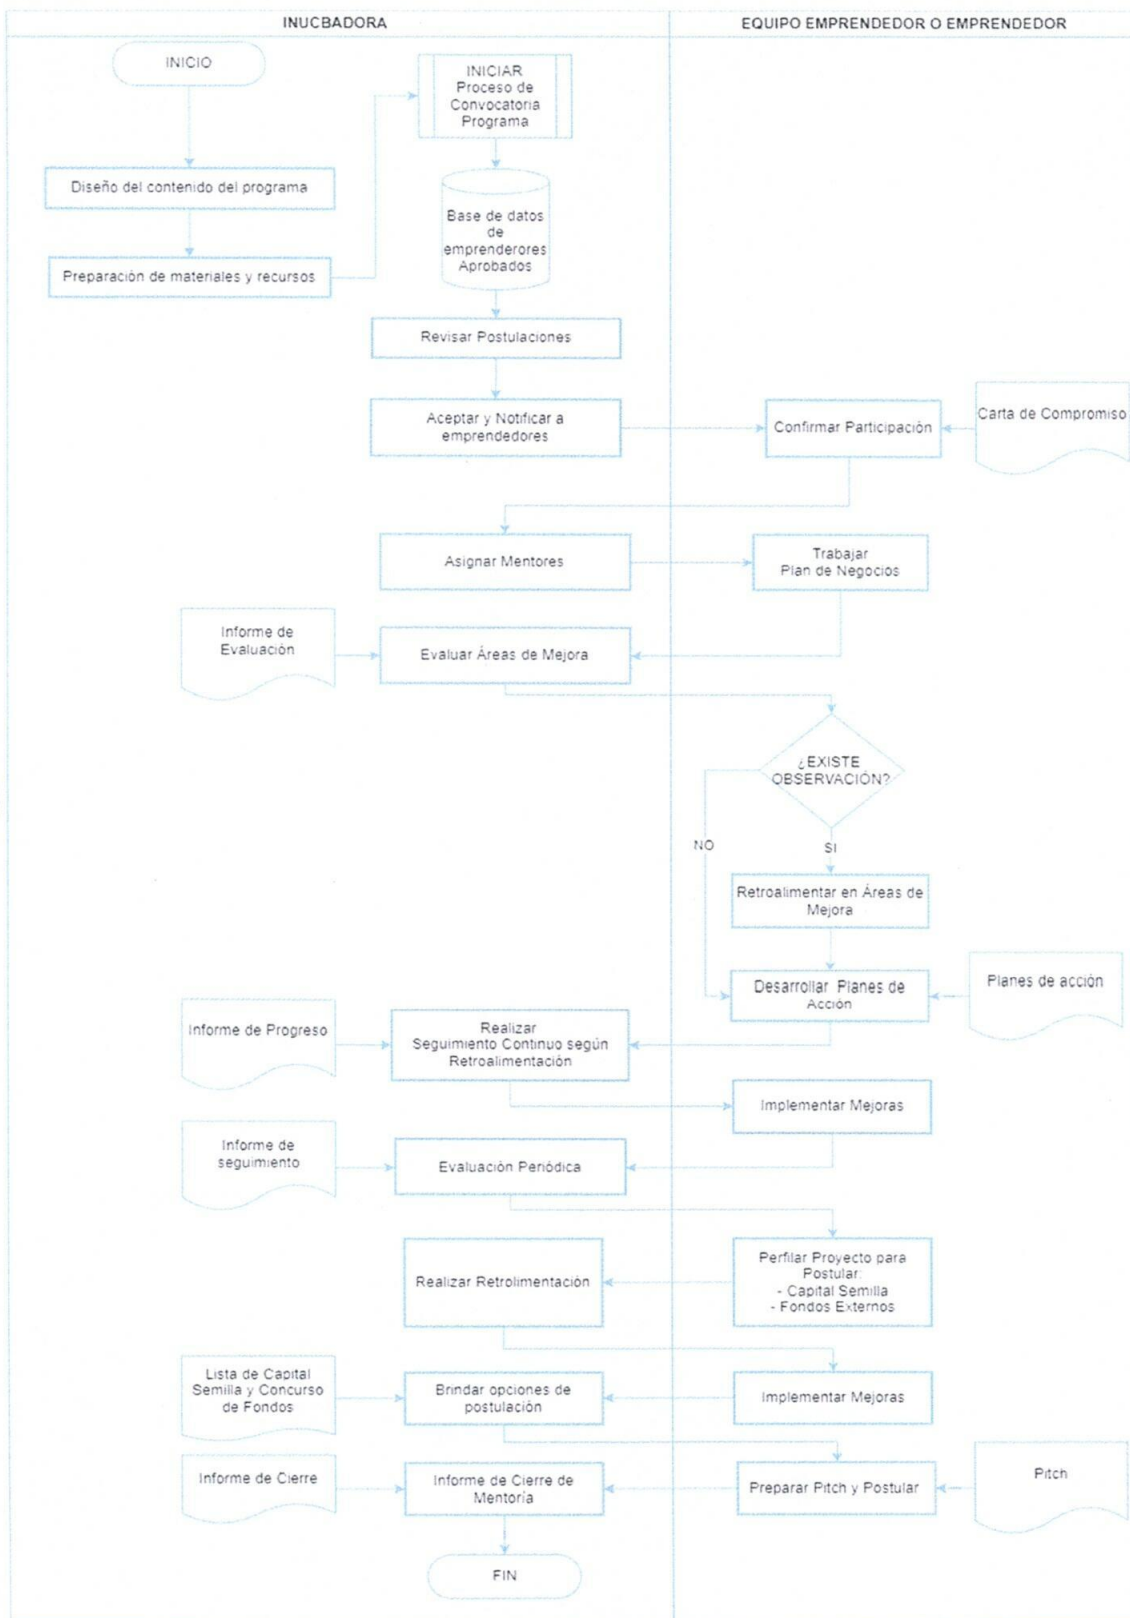 INUCBADORA
EQUIPO EMPRENDEDOR O EMPRENDEDOR
INICIO
INICIAR
Proceso de
Convocatoria
Programa
Diseño del contenido del programa
Base de datos
de
emprenderores
Aprobados
Preparación de materiales y recursos
Revisar Postulaciones
Aceptar y Notificar a
emprendedores
Confirmar Participación
Carta de Compromiso
Asignar Mentores
Trabajar
Plan de Negocios
Informe de
Evaluación
Evaluar Áreas de Mejora
¿EXISTE
OBSERVACIÓN?
NO
SI
Retroalimentar en Áreas de
Mejora
Desarrollar Planes de
Acción
Planes de acción
Informe de Progreso
Realizar
Seguimiento Continuo según
Retroalimentación
Implementar Mejoras
Informe de
seguimiento
Evaluación Periódica
Perfilar Proyecto para
Postular:
- Capital Semilla
- Fondos Externos
Realizar Retrolimentación
Lista de Capital
Semilla y Concurso
de Fondos
Brindar opciones de
postulación
Implementar Mejoras
Informe de Cierre
Informe de Cierre de
Mentoría
Preparar Pitch y Postular
Pitch
FIN